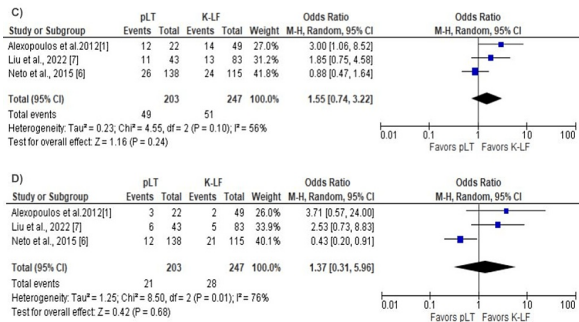 C)
pLT K-LF Odds Ratio Odds Ratio
Study or Subgroup Events Total Events Total Weight M-H, Random, 95% CI M-H, Random, 95% CI
Alexopoulos et.al.2012[1] 12 22 14 49 27.0% 3.00 [1.06, 8.52]
Liu et al., 2022 [7] 11 43 13 83 31.2% 1.85 [0.75, 4.58]
Neto et al., 2015 [6] 26 138 24 115 41.8% 0.88 [0.47, 1.64]
Total (95% CI) 203 247 100.0% 1.55 [0.74, 3.22]
Total events 49 51
Heterogeneity: Tau² = 0.23; Chi² = 4.55, df = 2 (P = 0.10); I² = 56%
Test for overall effect: Z = 1.16 (P = 0.24)
0.01 0.1 1 10 100
Favors pLT Favors K-LF
D)
pLT K-LF Odds Ratio Odds Ratio
Study or Subgroup Events Total Events Total Weight M-H, Random, 95% CI M-H, Random, 95% CI
Alexopoulos et.al.2012[1] 3 22 2 49 26.0% 3.71 [0.57, 24.00]
Liu et al., 2022 [7] 6 43 5 83 33.9% 2.53 [0.73, 8.83]
Neto et al., 2015 [6] 12 138 21 115 40.1% 0.43 [0.20, 0.91]
Total (95% CI) 203 247 100.0% 1.37 [0.31, 5.96]
Total events 21 28
Heterogeneity: Tau² = 1.25; Chi² = 8.50, df = 2 (P = 0.01); I² = 76%
Test for overall effect: Z = 0.42 (P = 0.68)
0.01 0.1 1 10 100
Favors pLT Favors K-LF